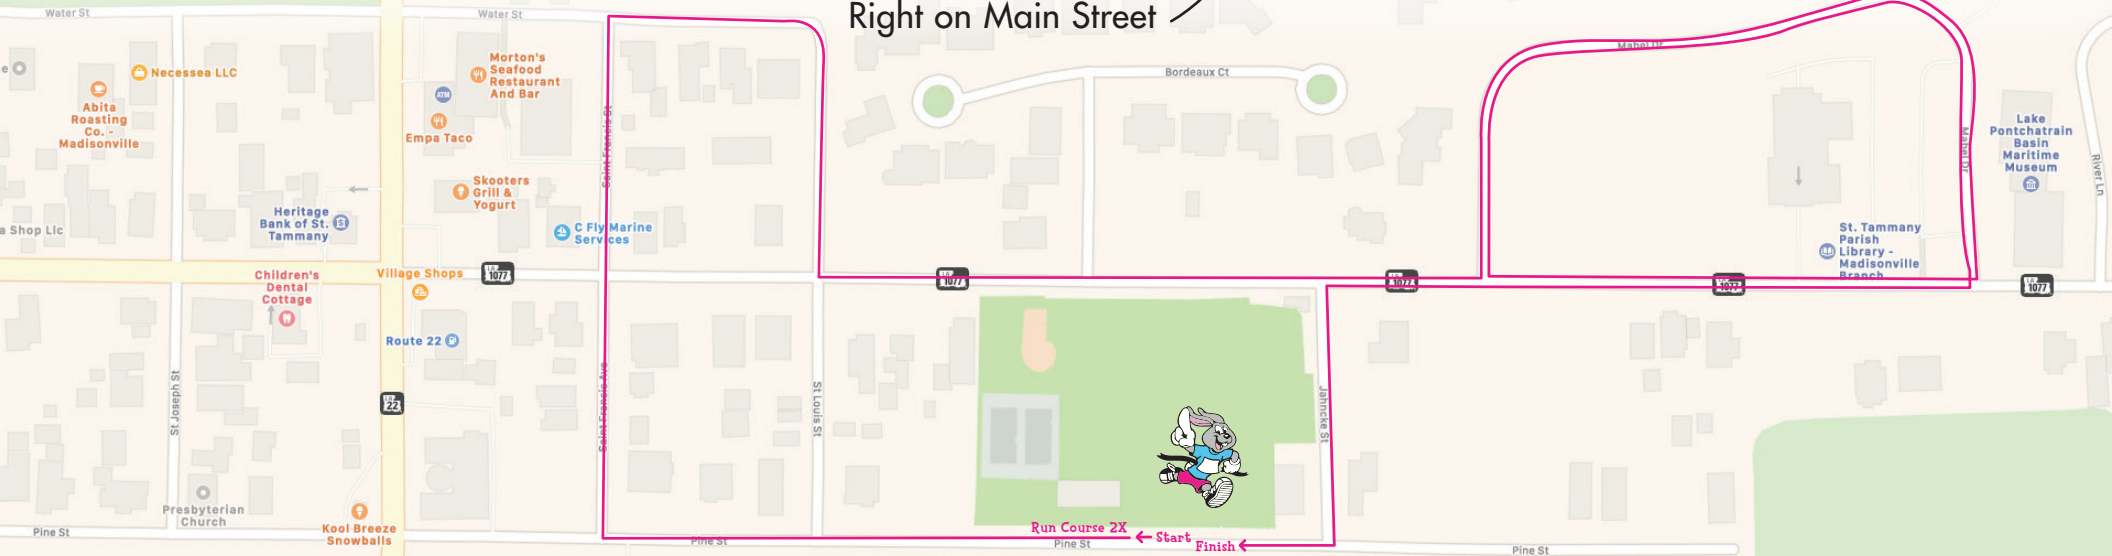 Right on Main Street
Water St
Water St
Mabel Dr
Morton's
Seafood
Restaurant
And Bar
Necessea LLC
e
Bordeaux Ct
ATM
Abita
Roasting
Co. -
Madisonville
Empa Taco
Saint Francis St
Lake
Pontchatrain
Basin
Maritime
Museum
Mabel Dr
River Ln
Skooters
Grill &
Yogurt
Heritage
Bank of St.
Tammany
a Shop Llc
C Fly Marine
Services
St. Tammany
Parish
Library -
Madisonville
Branch
Children's
Dental
Cottage
Village Shops
1077
1077
1077
1077
1077
Route 22
22
St Joseph St
Saint Francis Ave
St Louis St
Jahncke St
Presbyterian
Church
Kool Breeze
Snowballs
Run Course 2X
Start
Finish
Pine St
Pine St
Pine St
Pine St